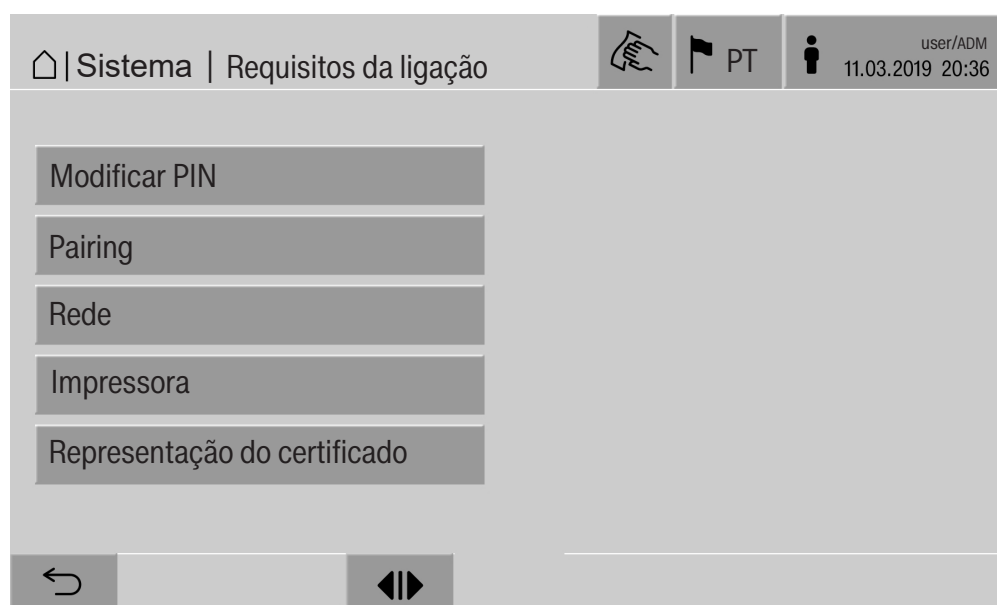 | Sistema | Requisitos da ligação
PT
user/ADM
11.03.2019 20:36
Modificar PIN
Pairing
Rede
Impressora
Representação do certificado